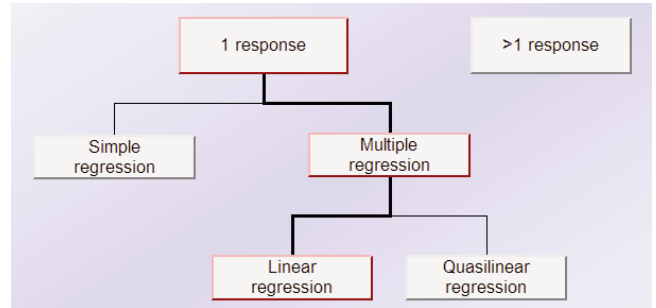 1 response
>1 response
Simple
regression
Multiple
regression
Linear
regression
Quasilinear
regression